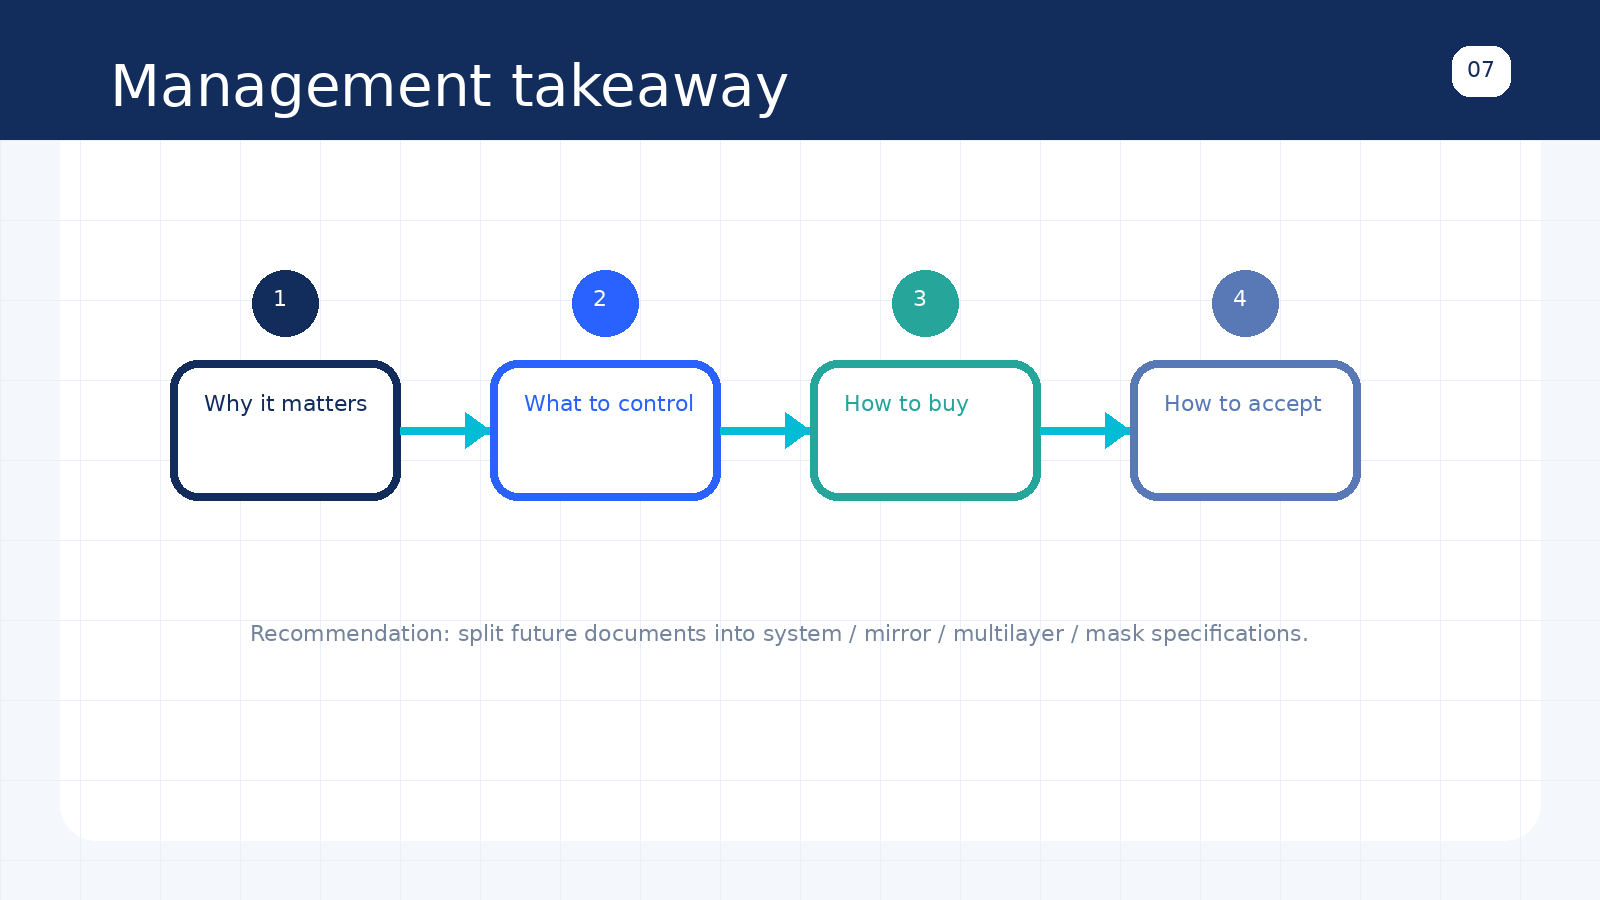 Management takeaway
07
1
2
3
4
Why it matters
What to control
How to buy
How to accept
Recommendation: split future documents into system / mirror / multilayer / mask specifications.